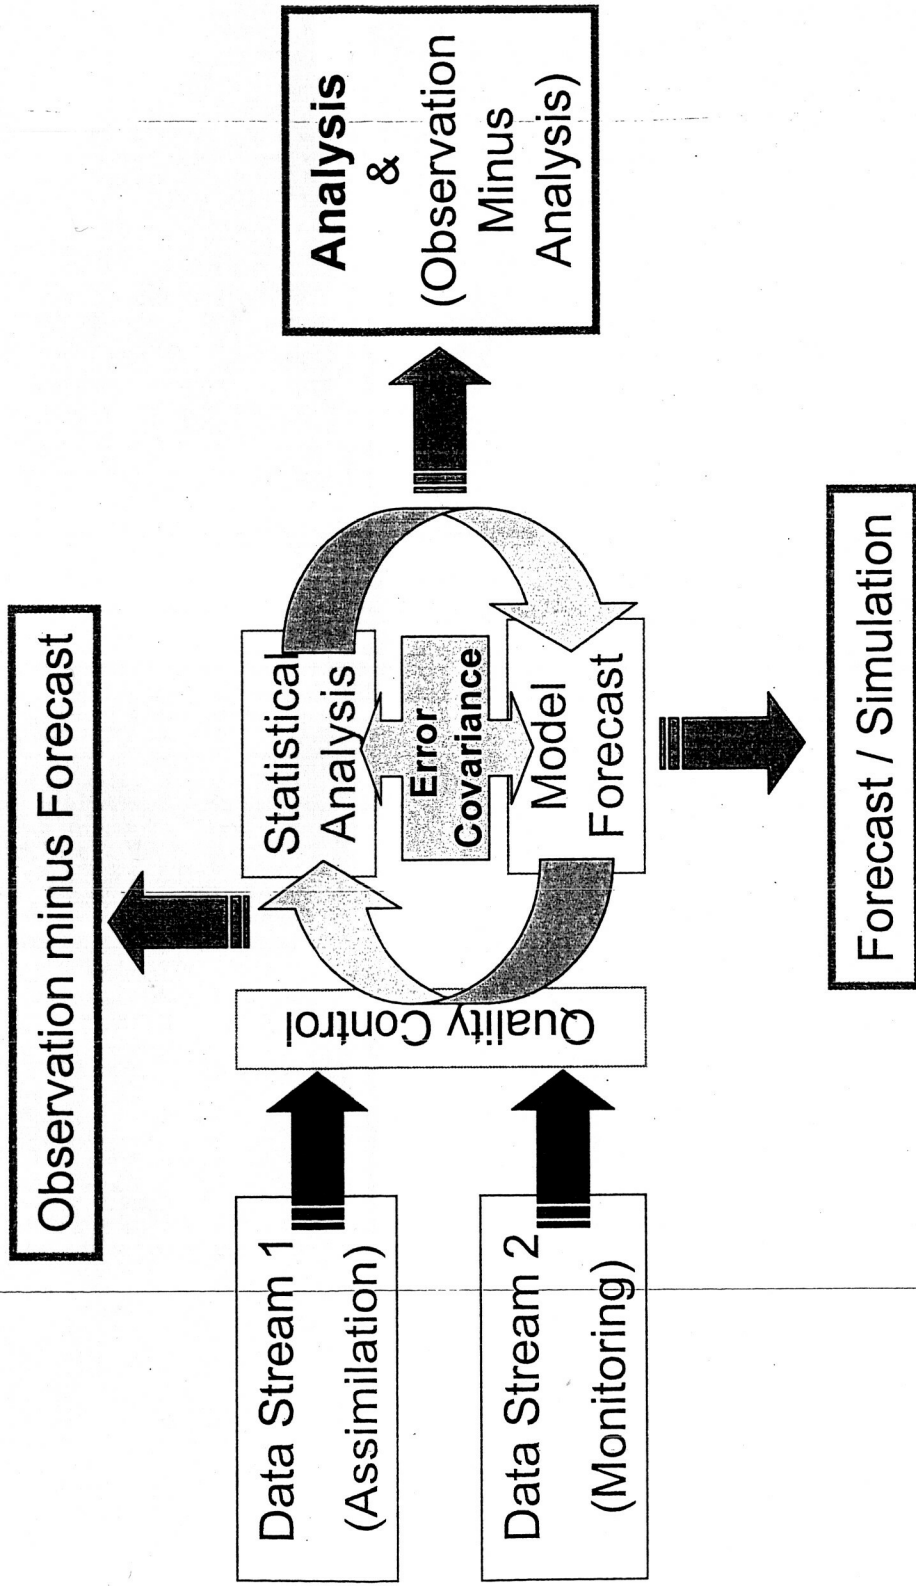 Observation minus Forecast
Data Stream 1
(Assimilation)
Data Stream 2
(Monitoring)
Quality Control
Statistical
Analysis
Error
Covariance
Model
Forecast
Analysis
&
(Observation
Minus
Analysis)
Forecast / Simulation